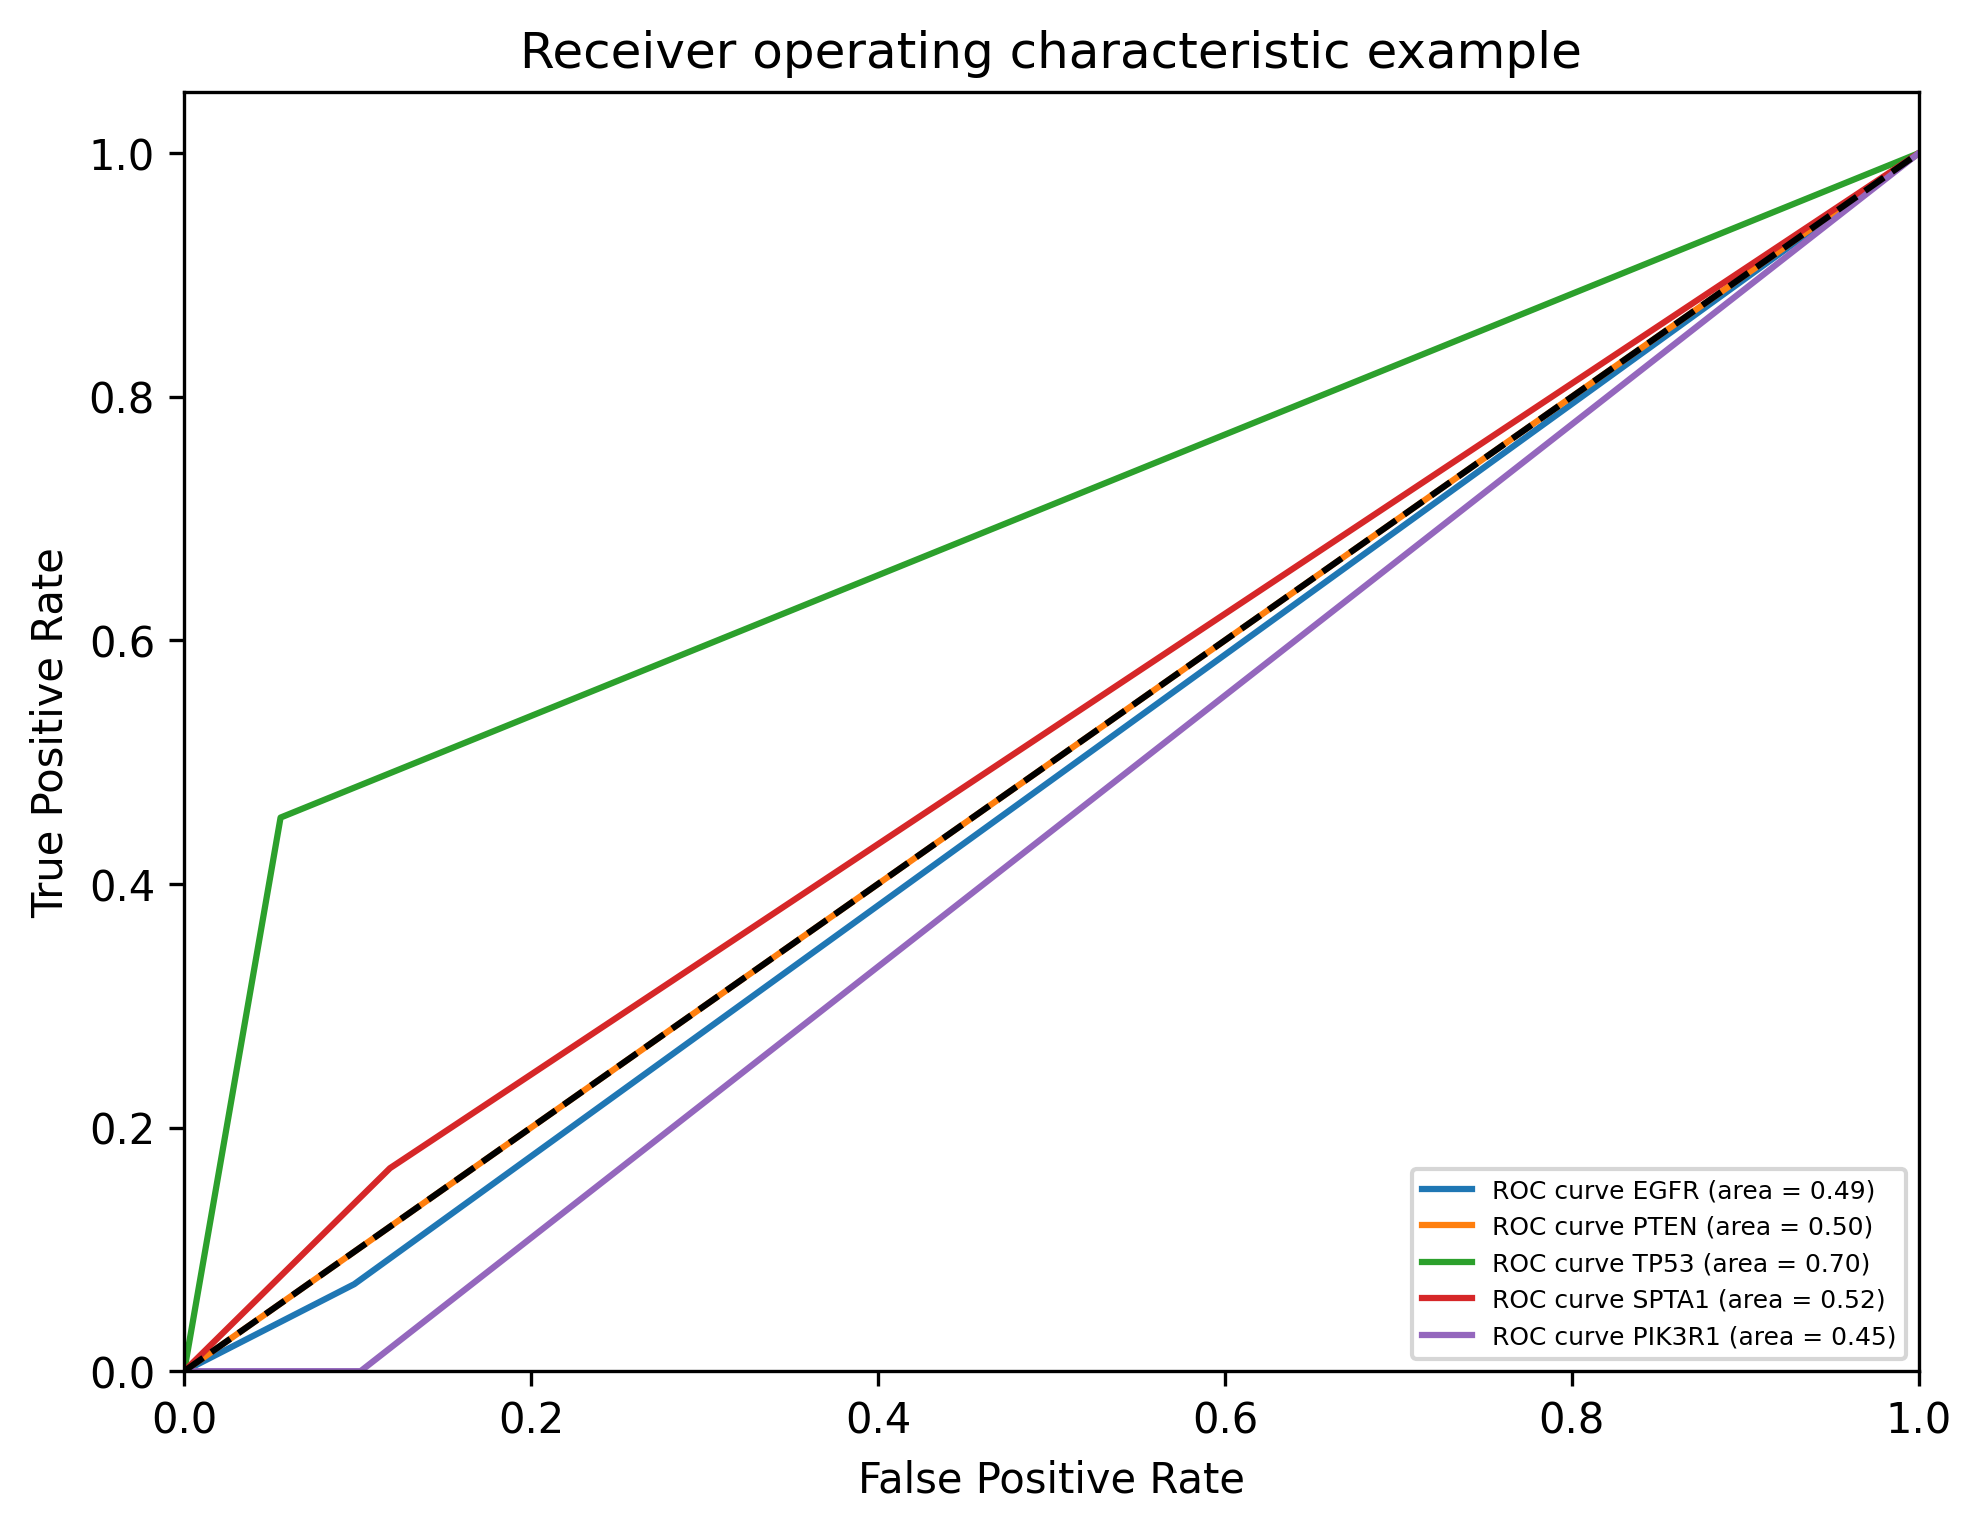 Receiver operating characteristic example
True Positive Rate
1.0
0.8
0.6
0.4
0.2
0.0
ROC curve EGFR (area = 0.49)
ROC curve PTEN (area = 0.50)
ROC curve TP53 (area = 0.70)
ROC curve SPTA1 (area = 0.52)
ROC curve PIK3R1 (area = 0.45)
0.0 0.2 0.4 0.6 0.8 1.0
False Positive Rate